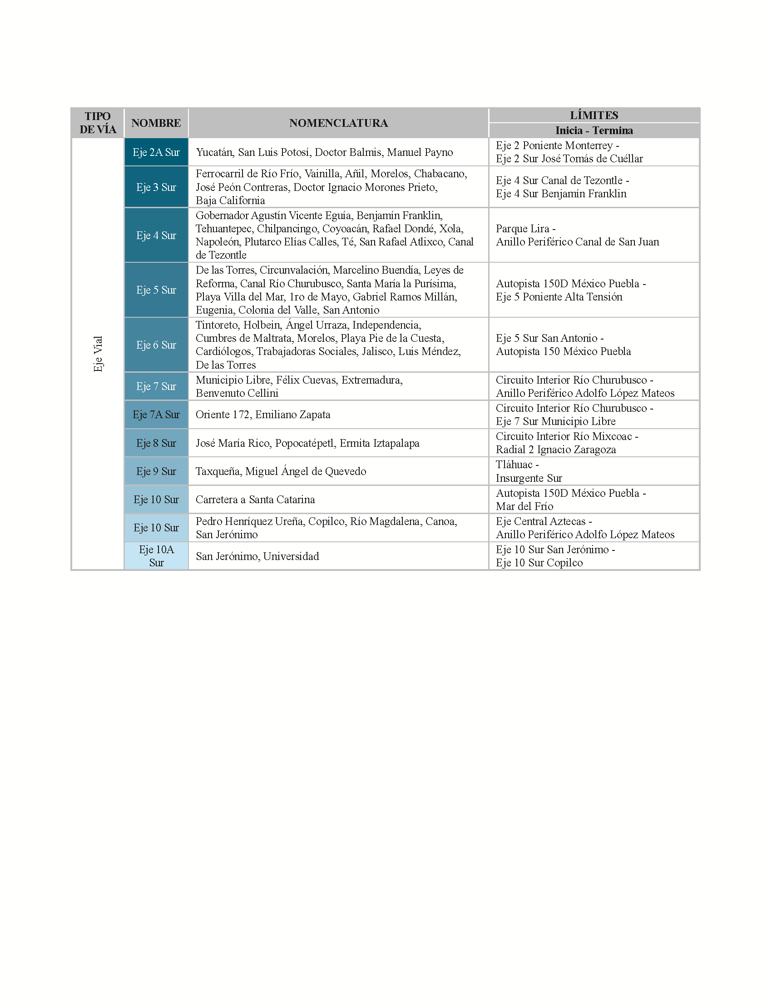 TIPO
DE VÍA
NOMBRE
NOMENCLATURA
LÍMITES
Inicia - Termina
Eje Vial
Eje 2A Sur
Yucatán, San Luis Potosí, Doctor Balmis, Manuel Payno
Eje 2 Poniente Monterrey -
Eje 2 Sur José Tomás de Cuéllar
Eje 3 Sur
Ferrocarril de Río Frío, Vainilla, Añil, Morelos, Chabacano,
José Peón Contreras, Doctor Ignacio Morones Prieto,
Baja California
Eje 4 Sur Canal de Tezontle -
Eje 4 Sur Benjamín Franklin
Eje 4 Sur
Gobernador Agustín Vicente Eguía, Benjamín Franklin,
Tehuantepec, Chilpancingo, Coyoacán, Rafael Dondé, Xola,
Napoleón, Plutarco Elías Calles, Té, San Rafael Atlixco, Canal
de Tezontle
Parque Lira -
Anillo Periférico Canal de San Juan
Eje 5 Sur
De las Torres, Circunvalación, Marcelino Buendía, Leyes de
Reforma, Canal Río Churubusco, Santa María la Purísima,
Playa Villa del Mar, 1ro de Mayo, Gabriel Ramos Millán,
Eugenia, Colonia del Valle, San Antonio
Autopista 150D México Puebla -
Eje 5 Poniente Alta Tensión
Eje 6 Sur
Tintoreto, Holbein, Ángel Urraza, Independencia,
Cumbres de Maltrata, Morelos, Playa Pie de la Cuesta,
Cardiólogos, Trabajadoras Sociales, Jalisco, Luis Méndez,
De las Torres
Eje 5 Sur San Antonio -
Autopista 150 México Puebla
Eje 7 Sur
Municipio Libre, Félix Cuevas, Extremadura,
Benvenuto Cellini
Circuito Interior Río Churubusco -
Anillo Periférico Adolfo López Mateos
Eje 7A Sur
Oriente 172, Emiliano Zapata
Circuito Interior Río Churubusco -
Eje 7 Sur Municipio Libre
Eje 8 Sur
José María Rico, Popocatépetl, Ermita Iztapalapa
Circuito Interior Río Mixcoac -
Radial 2 Ignacio Zaragoza
Eje 9 Sur
Taxqueña, Miguel Ángel de Quevedo
Tláhuac -
Insurgente Sur
Eje 10 Sur
Carretera a Santa Catarina
Autopista 150D México Puebla -
Mar del Frío
Eje 10 Sur
Pedro Henríquez Ureña, Copilco, Río Magdalena, Canoa,
San Jerónimo
Eje Central Aztecas -
Anillo Periférico Adolfo López Mateos
Eje 10A
Sur
San Jerónimo, Universidad
Eje 10 Sur San Jerónimo -
Eje 10 Sur Copilco